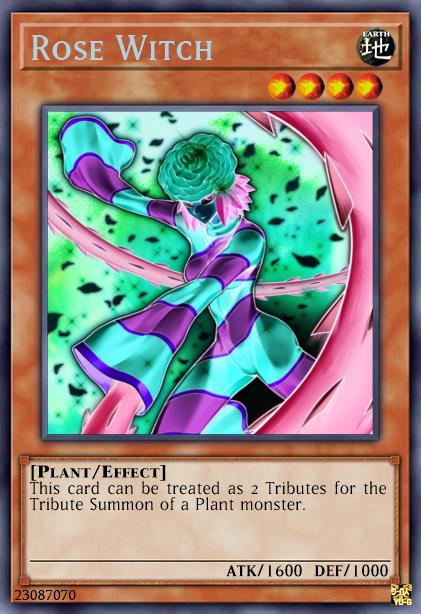 Rose Witch
EARTH
地
[Plant/Effect]
This card can be treated as 2 Tributes for the
Tribute Summon of a Plant monster.
ATK/1600 DEF/1000
23087070